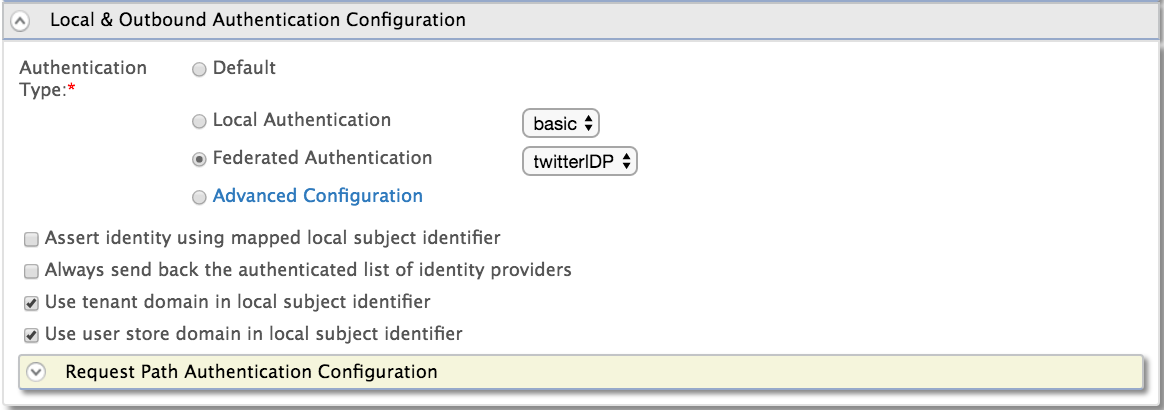 Local & Outbound Authentication Configuration
Authentication Type:*
Default
Local Authentication basic
Federated Authentication twitterIDP
Advanced Configuration
Assert identity using mapped local subject identifier
Always send back the authenticated list of identity providers
Use tenant domain in local subject identifier
Use user store domain in local subject identifier
Request Path Authentication Configuration